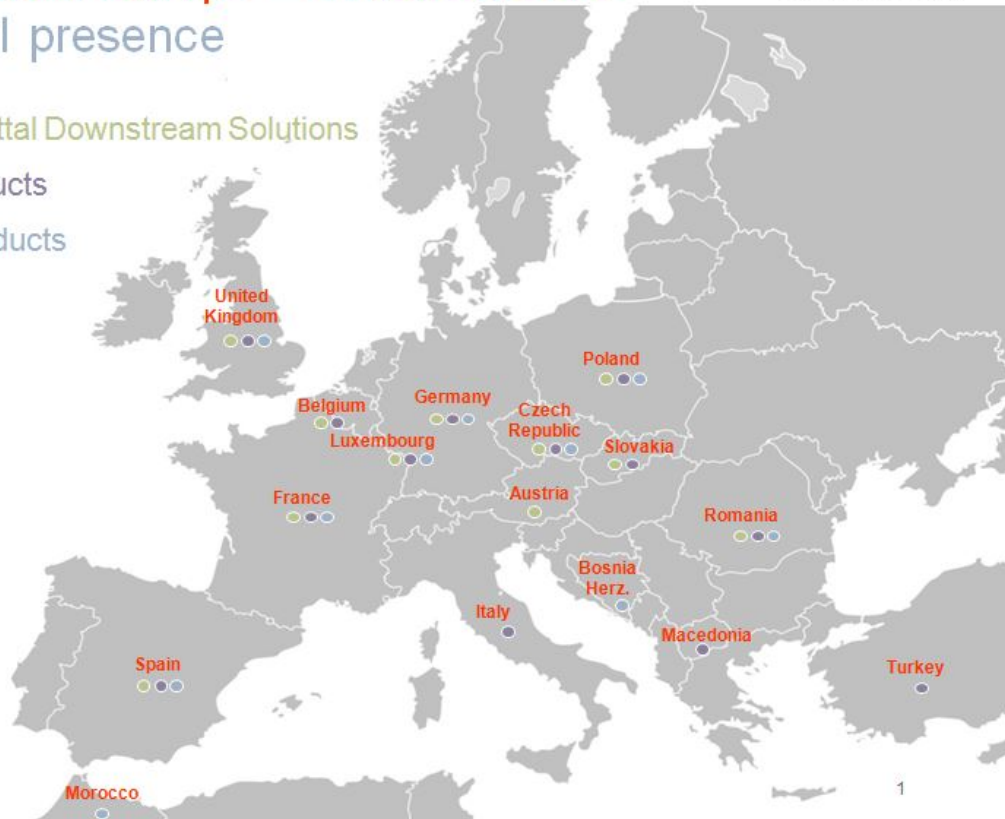 l presence
ttal Downstream Solutions
ucts
ducts
United
Kingdom
Poland
Belgium
Germany
Czech
Republic
Luxembourg
Slovakia
France
Austria
Romania
Bosnia
Herz.
Italy
Macedonia
Spain
Turkey
Morocco
1